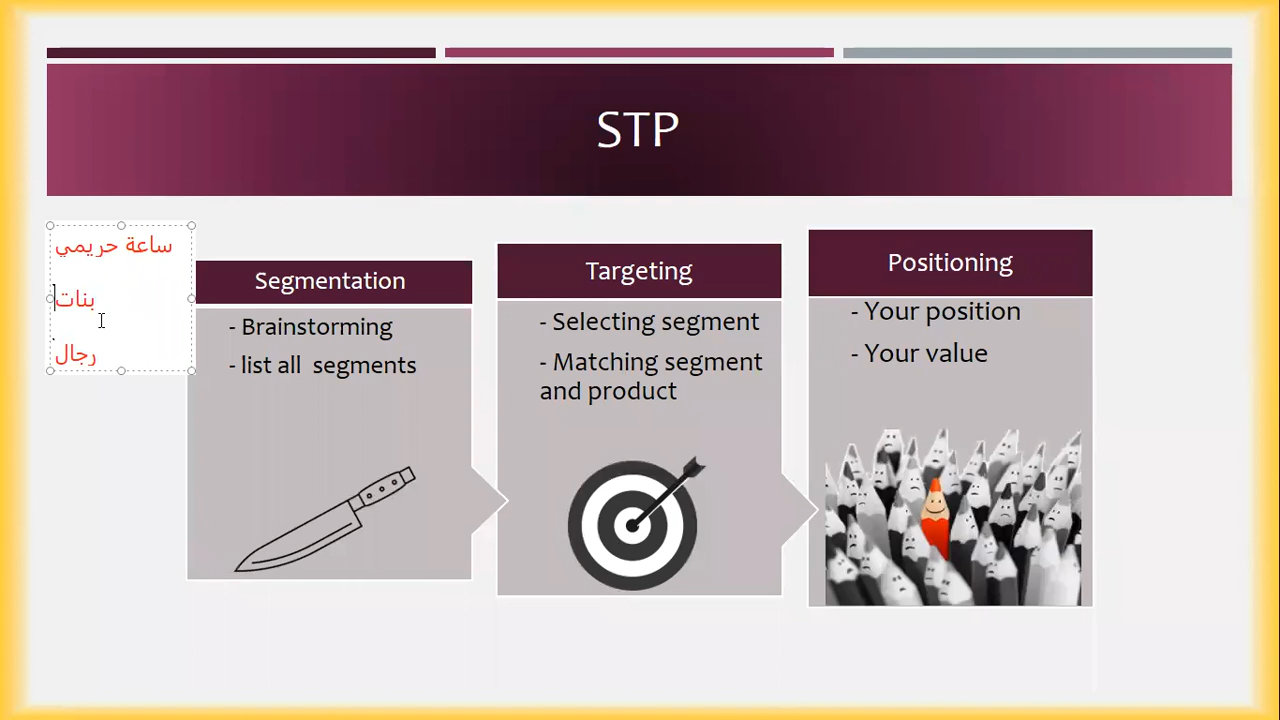 STP
ساعة حريمي
بنات
رجال
Segmentation
- Brainstorming
- list all  segments
Targeting
- Selecting segment
- Matching segment
and product
Positioning
- Your position
- Your value